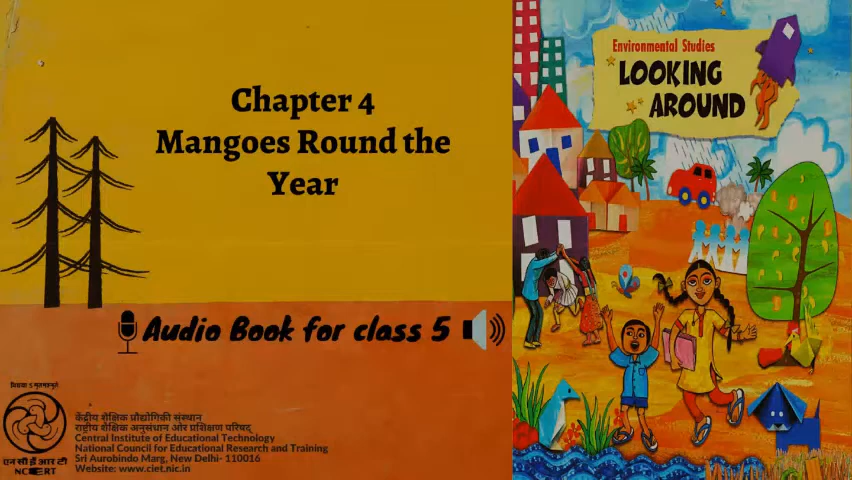 Chapter 4
Mangoes Round the
Year
Audio Book for class 5
Environmental Studies
LOOKING
AROUND
विद्यया ऽ मृतमश्नुते
एन सी ई आर टी
NCERT
केंद्रीय शैक्षिक प्रौद्योगिकी संस्थान
राष्ट्रीय शैक्षिक अनुसंधान और प्रशिक्षण परिषद्
Central Institute of Educational Technology
National Council for Educational Research and Training
Sri Aurobindo Marg, New Delhi- 110016
Website: www.ciet.nic.in